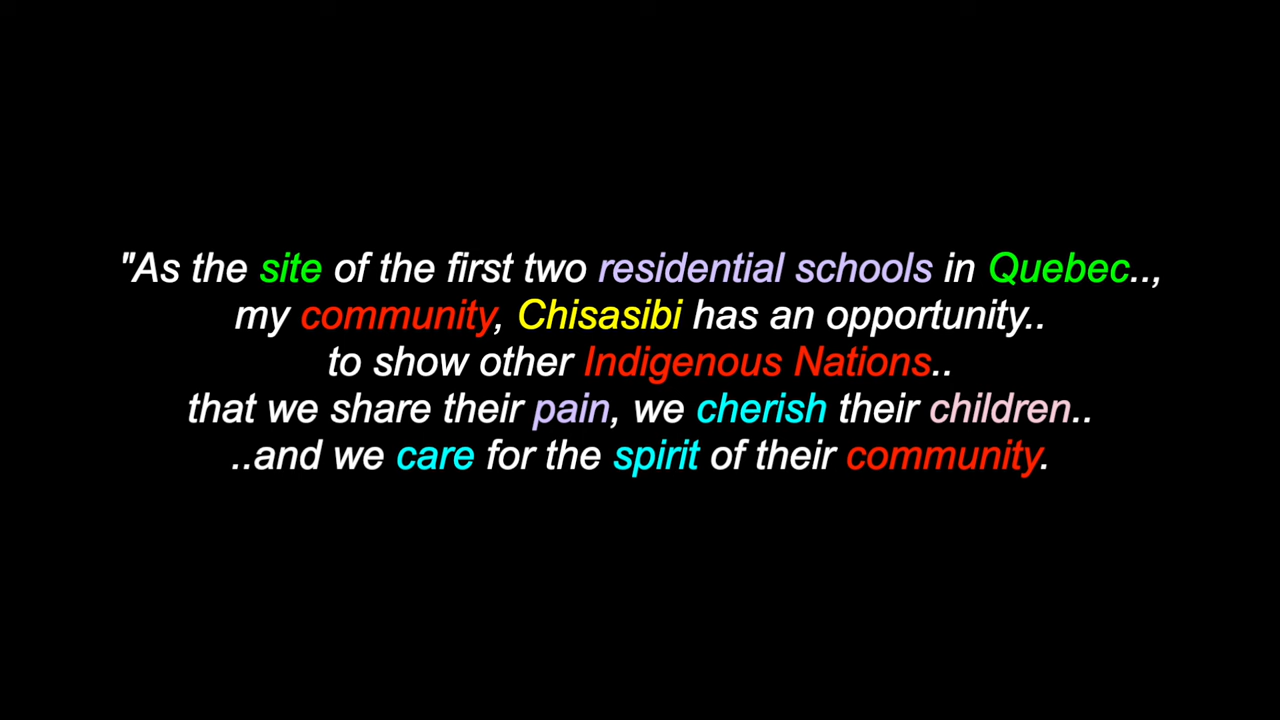 "As the site of the first two residential schools in Quebec..,
my community, Chisasibi has an opportunity..
to show other Indigenous Nations..
that we share their pain, we cherish their children..
..and we care for the spirit of their community.